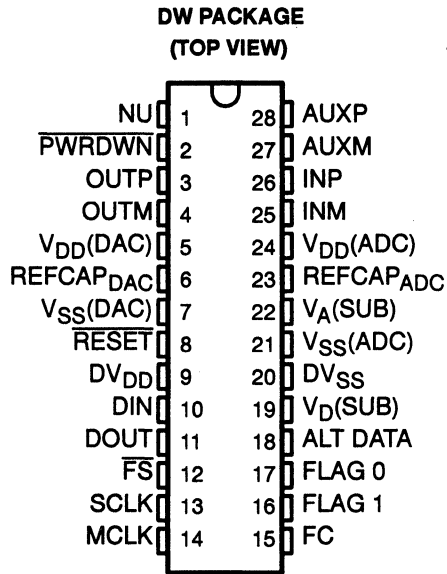 DW PACKAGE
(TOP VIEW)
NU 1 28 AUXP
PWRDWN 2 27 AUXM
OUTP 3 26 INP
OUTM 4 25 INM
VDD(DAC) 5 24 VDD(ADC)
REFCAPDAC 6 23 REFCAPADC
VSS(DAC) 7 22 VA(SUB)
RESET 8 21 VSS(ADC)
DVDD 9 20 DVSS
DIN 10 19 VD(SUB)
DOUT 11 18 ALT DATA
FS 12 17 FLAG 0
SCLK 13 16 FLAG 1
MCLK 14 15 FC